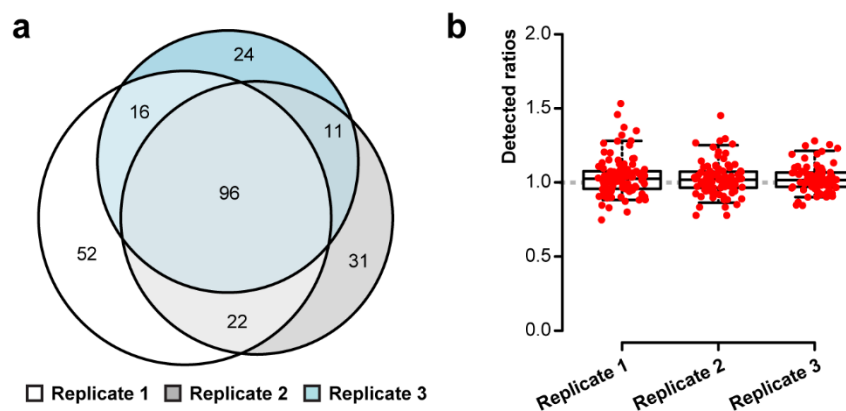 a
24
16
11
96
52
31
22
Replicate 1 Replicate 2 Replicate 3
b
Detected ratios
2.0
1.5
1.0
0.5
0.0
Replicate 1
Replicate 2
Replicate 3